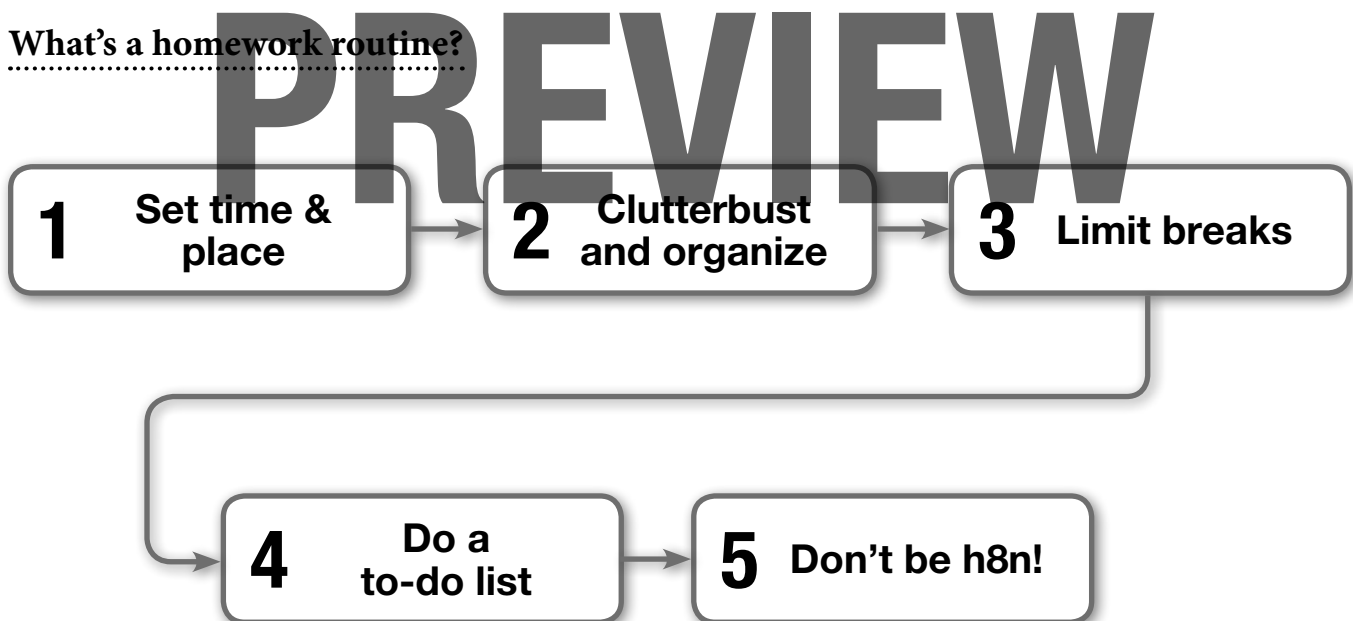 What’s a homework routine?
PREVIEW
1
Set time &
place
2
Clutterbust
and organize
3
Limit breaks
4
Do a
to-do list
5
Don’t be h8n!